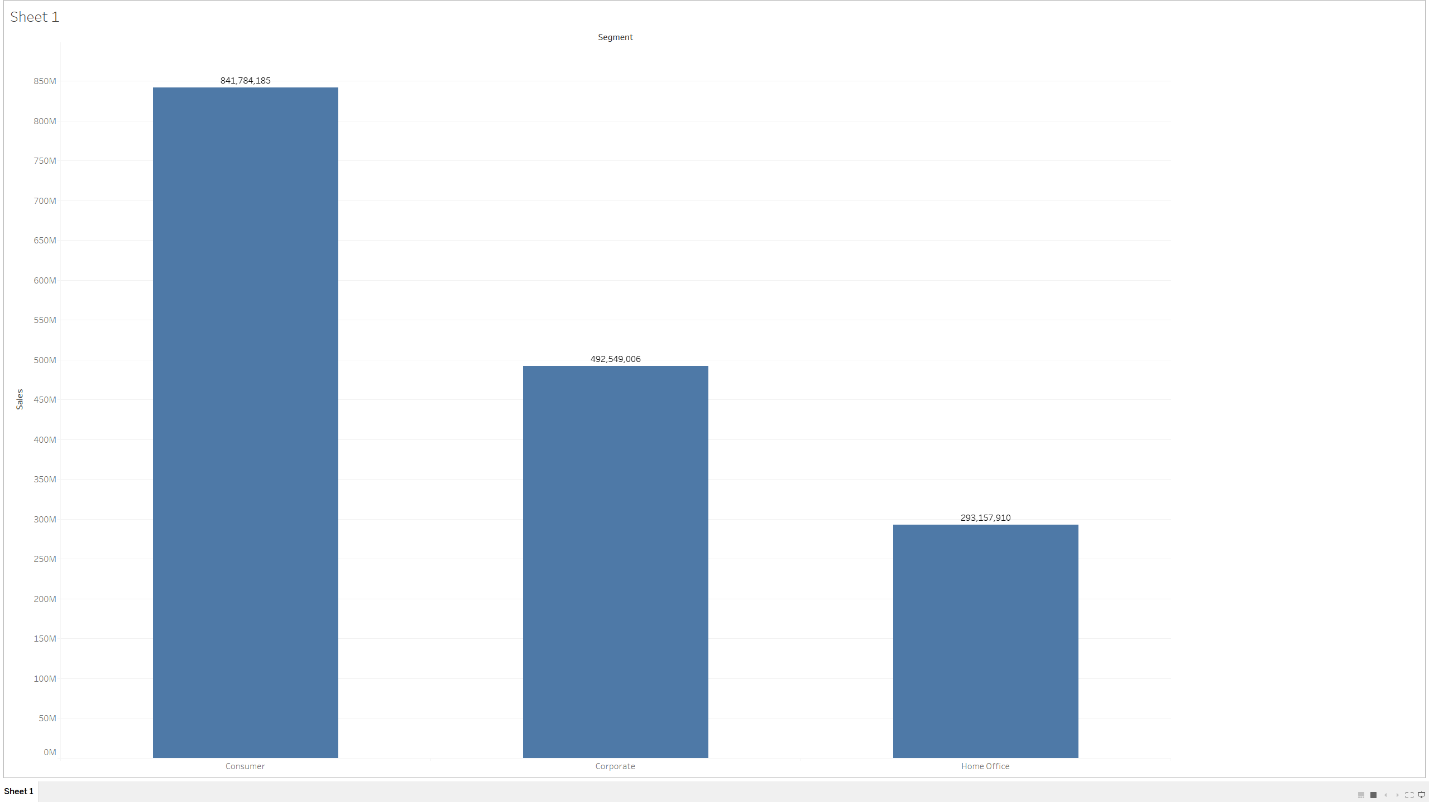 Sheet 1
Segment
850M
800M
750M
700M
650M
600M
550M
500M
450M
400M
350M
300M
250M
200M
150M
100M
50M
0M
Sales
841,784,185
492,549,006
293,157,910
Consumer
Corporate
Home Office
Sheet 1